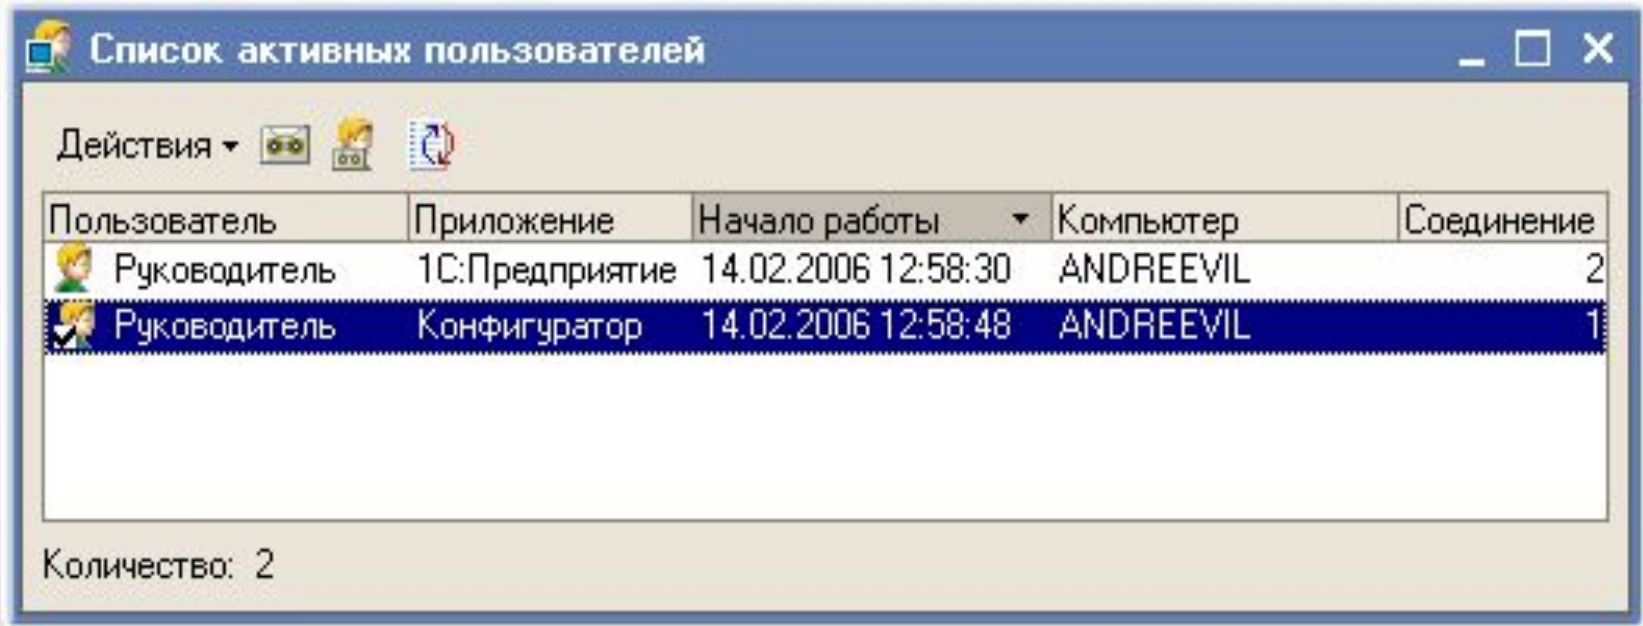 Список активных пользователей
Действия
Пользователь Приложение Начало работы Компьютер Соединение
Руководитель 1С:Предприятие 14.02.2006 12:58:30 ANDREEVIL 2
Руководитель Конфигуратор 14.02.2006 12:58:48 ANDREEVIL 1
Количество: 2